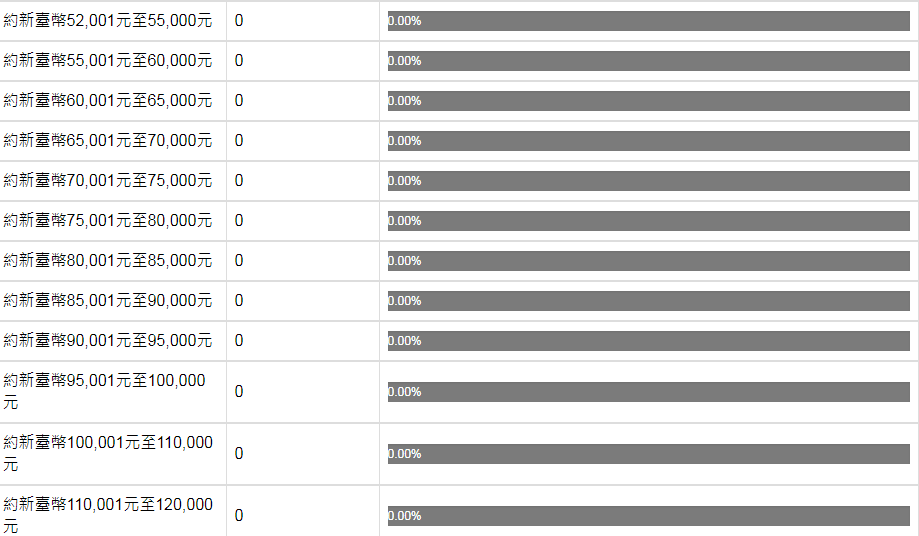 約新臺幣52,001元至55,000元 0 0.00%
約新臺幣55,001元至60,000元 0 0.00%
約新臺幣60,001元至65,000元 0 0.00%
約新臺幣65,001元至70,000元 0 0.00%
約新臺幣70,001元至75,000元 0 0.00%
約新臺幣75,001元至80,000元 0 0.00%
約新臺幣80,001元至85,000元 0 0.00%
約新臺幣85,001元至90,000元 0 0.00%
約新臺幣90,001元至95,000元 0 0.00%
約新臺幣95,001元至100,000
元 0 0.00%
約新臺幣100,001元至110,000
元 0 0.00%
約新臺幣110,001元至120,000
元 0 0.00%